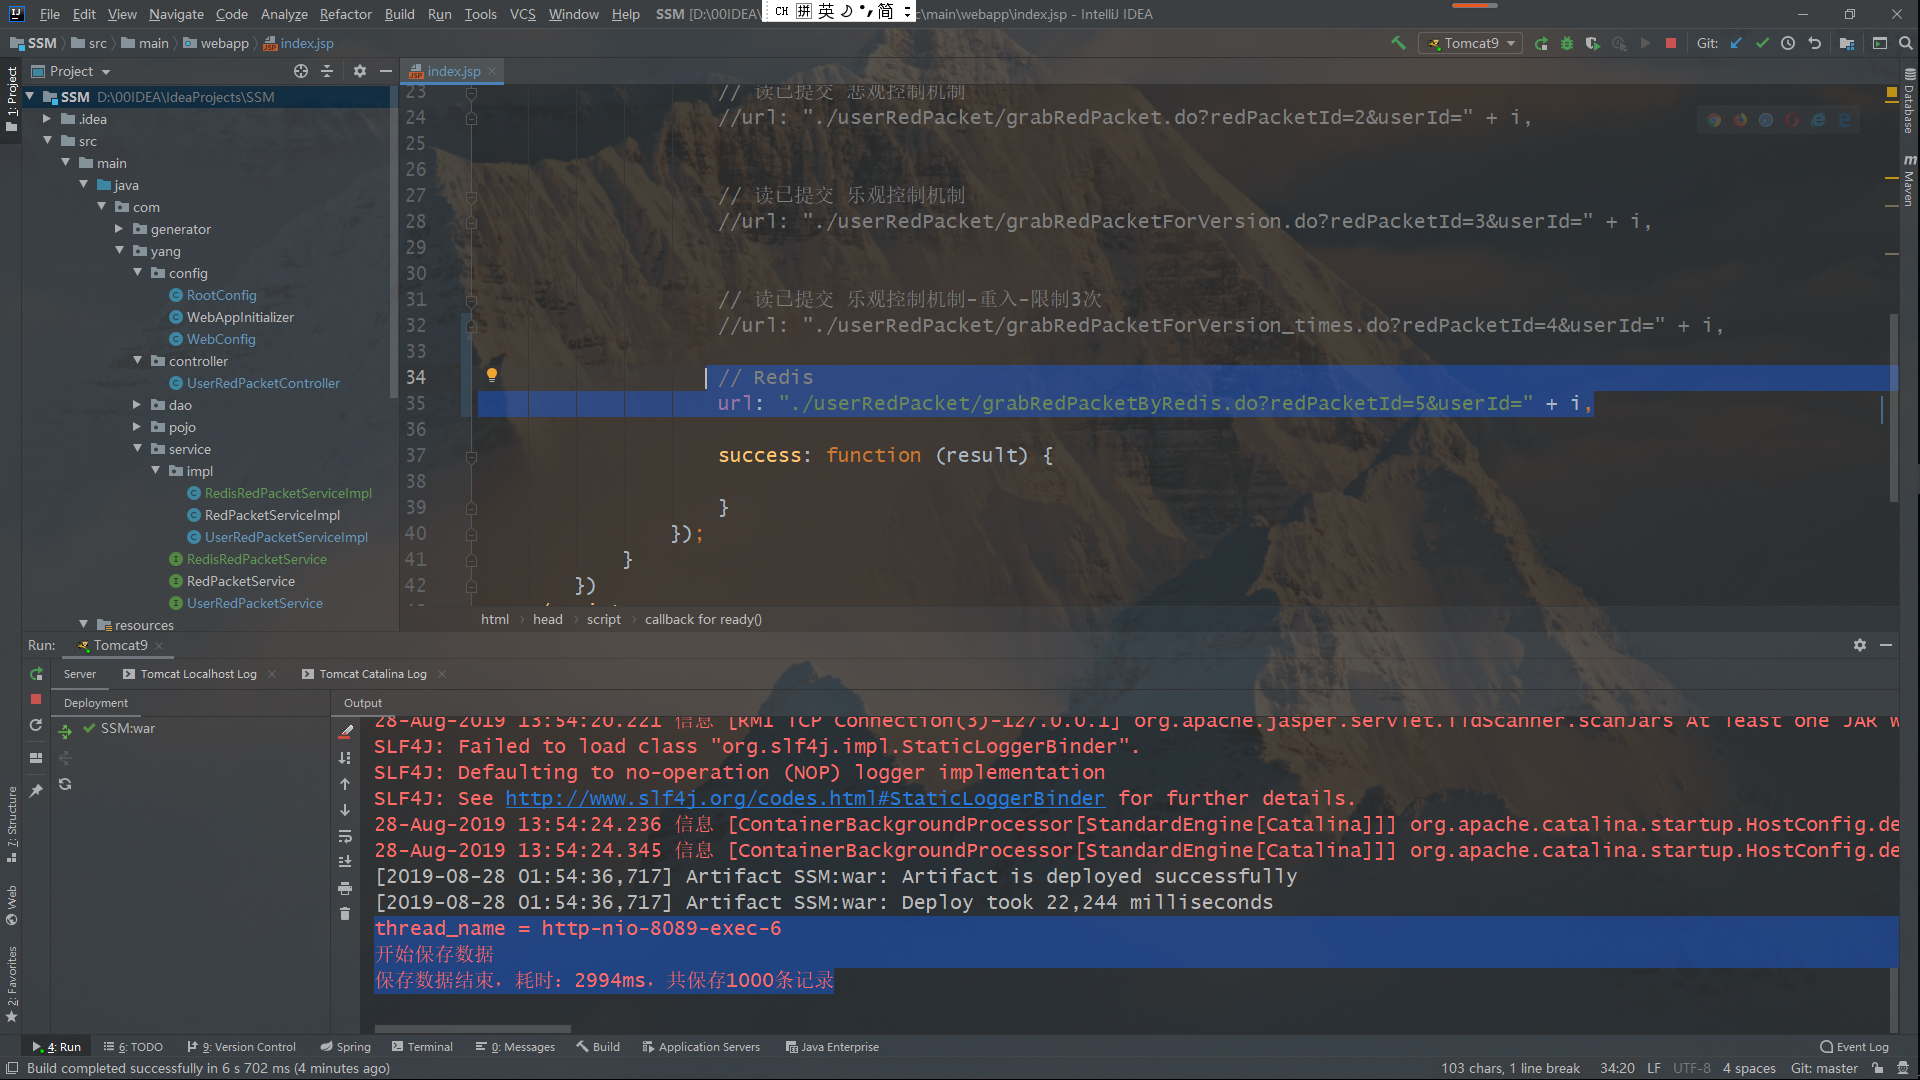 File Edit View Navigate Code Analyze Refactor Build Run Tools VCS Window Help SSM [D:\00IDEA\ c\main\webapp\index.jsp - IntelliJ IDEA
CH 拼 英 简
SSM src main webapp index.jsp
Tomcat9 Git:
Project
index.jsp
1: Project
SSM D:\00IDEA\IdeaProjects\SSM
.idea
src
main
java
com
generator
yang
config
RootConfig
WebAppInitializer
WebConfig
controller
UserRedPacketController
dao
pojo
service
impl
RedisRedPacketServiceImpl
RedPacketServiceImpl
UserRedPacketServiceImpl
RedisRedPacketService
RedPacketService
UserRedPacketService
resources
23 // 读已提交 悲观控制机制
24 //url: "./userRedPacket/grabRedPacket.do?redPacketId=2&userId=" + i,
25
26
27 // 读已提交 乐观控制机制
28 //url: "./userRedPacket/grabRedPacketForVersion.do?redPacketId=3&userId=" + i,
29
30
31 // 读已提交 乐观控制机制-重入-限制3次
32 //url: "./userRedPacket/grabRedPacketForVersion_times.do?redPacketId=4&userId=" + i,
33
34 // Redis
35 url: "./userRedPacket/grabRedPacketByRedis.do?redPacketId=5&userId=" + i,
36
37 success: function (result) {
38
39 }
40 });
41 }
42 })
html head script callback for ready()
Database
Maven
Run: Tomcat9
Server Tomcat Localhost Log Tomcat Catalina Log
Deployment Output
SSM:war
28-Aug-2019 13:54:20.221 信息 [RMI TCP Connection(3)-127.0.0.1] org.apache.jasper.servlet.TldScanner.scanJars At least one JAR w
SLF4J: Failed to load class "org.slf4j.impl.StaticLoggerBinder".
SLF4J: Defaulting to no-operation (NOP) logger implementation
SLF4J: See http://www.slf4j.org/codes.html#StaticLoggerBinder for further details.
28-Aug-2019 13:54:24.236 信息 [ContainerBackgroundProcessor[StandardEngine[Catalina]]] org.apache.catalina.startup.HostConfig.de
28-Aug-2019 13:54:24.345 信息 [ContainerBackgroundProcessor[StandardEngine[Catalina]]] org.apache.catalina.startup.HostConfig.de
[2019-08-28 01:54:36,717] Artifact SSM:war: Artifact is deployed successfully
[2019-08-28 01:54:36,717] Artifact SSM:war: Deploy took 22,244 milliseconds
thread_name = http-nio-8089-exec-6
开始保存数据
保存数据结束，耗时：2994ms，共保存1000条记录
7: Structure
Web
2: Favorites
4: Run 6: TODO 9: Version Control Spring Terminal 0: Messages Build Application Servers Java Enterprise Event Log
Build completed successfully in 6 s 702 ms (4 minutes ago) 103 chars, 1 line break 34:20 LF UTF-8 4 spaces Git: master